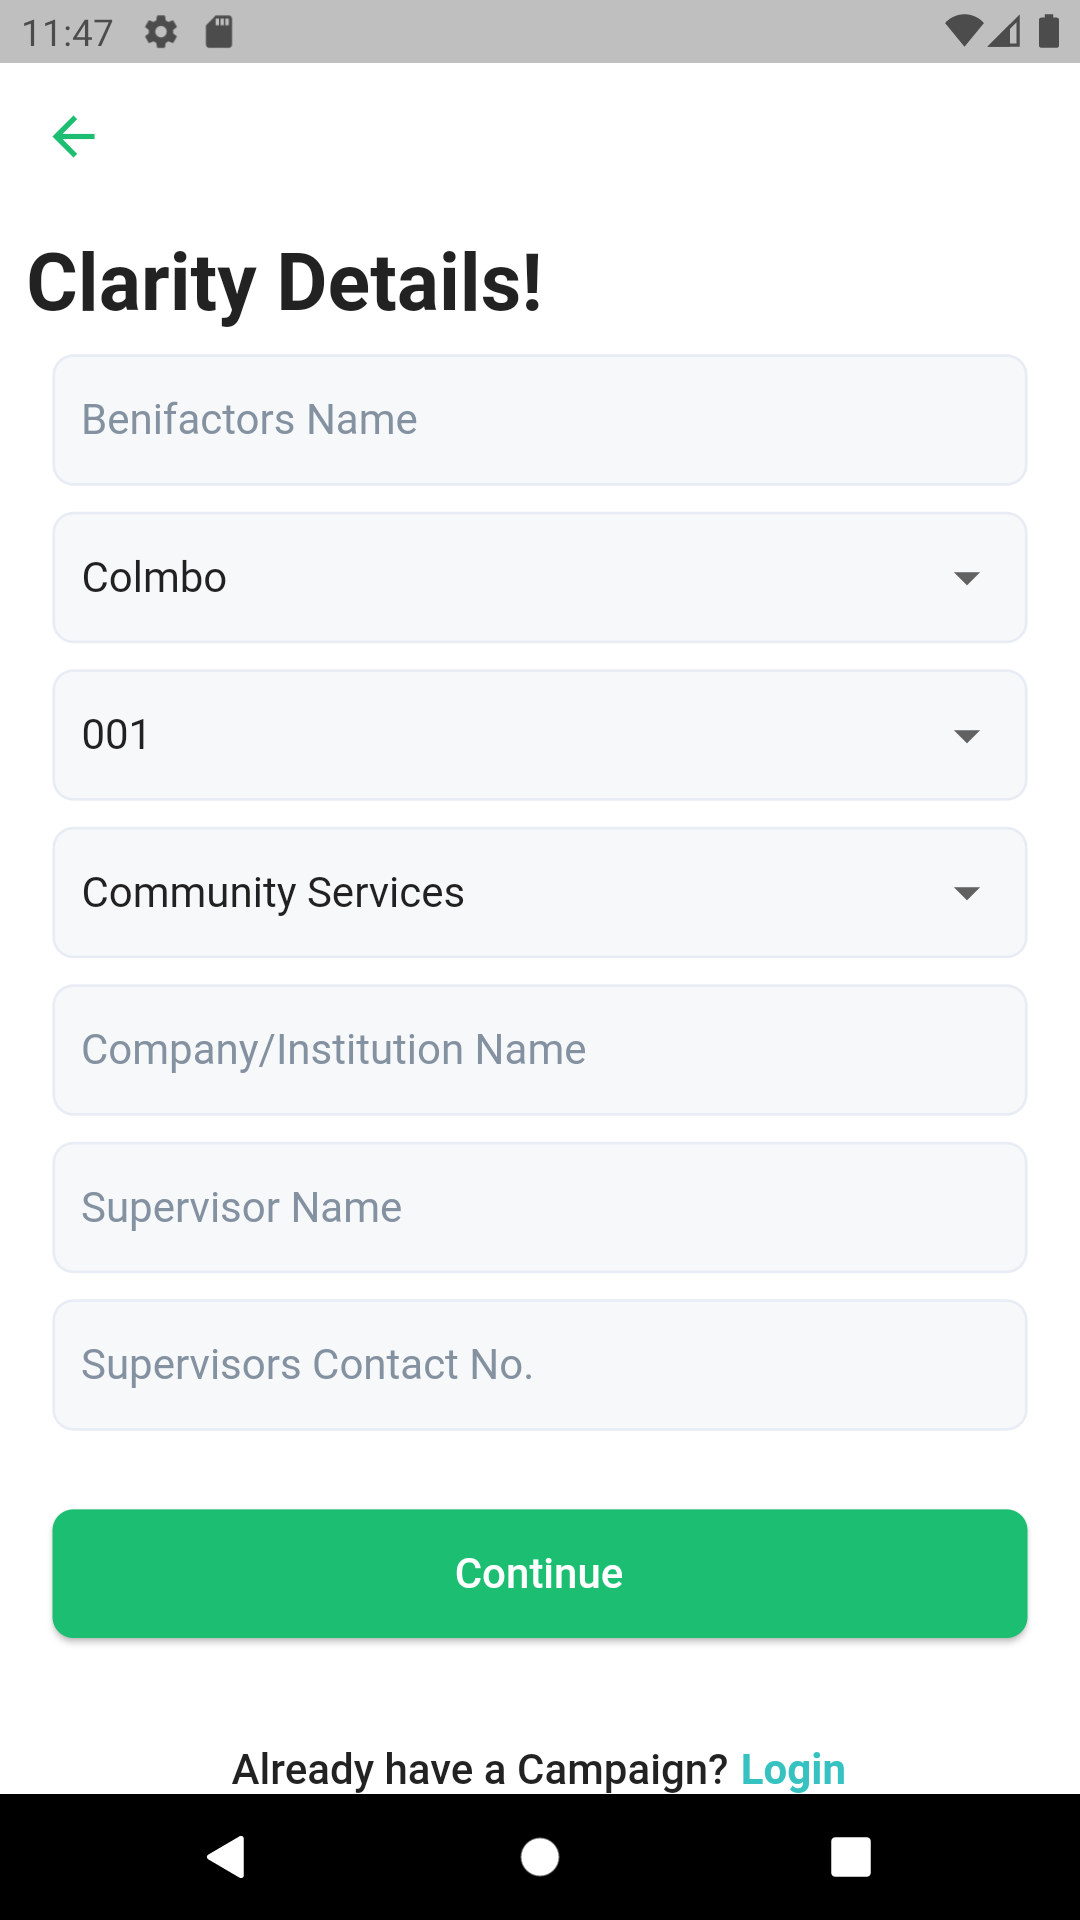 11:47
Clarity Details!
Benifactors Name
Colmbo
001
Community Services
Company/Institution Name
Supervisor Name
Supervisors Contact No.
Continue
Already have a Campaign? Login